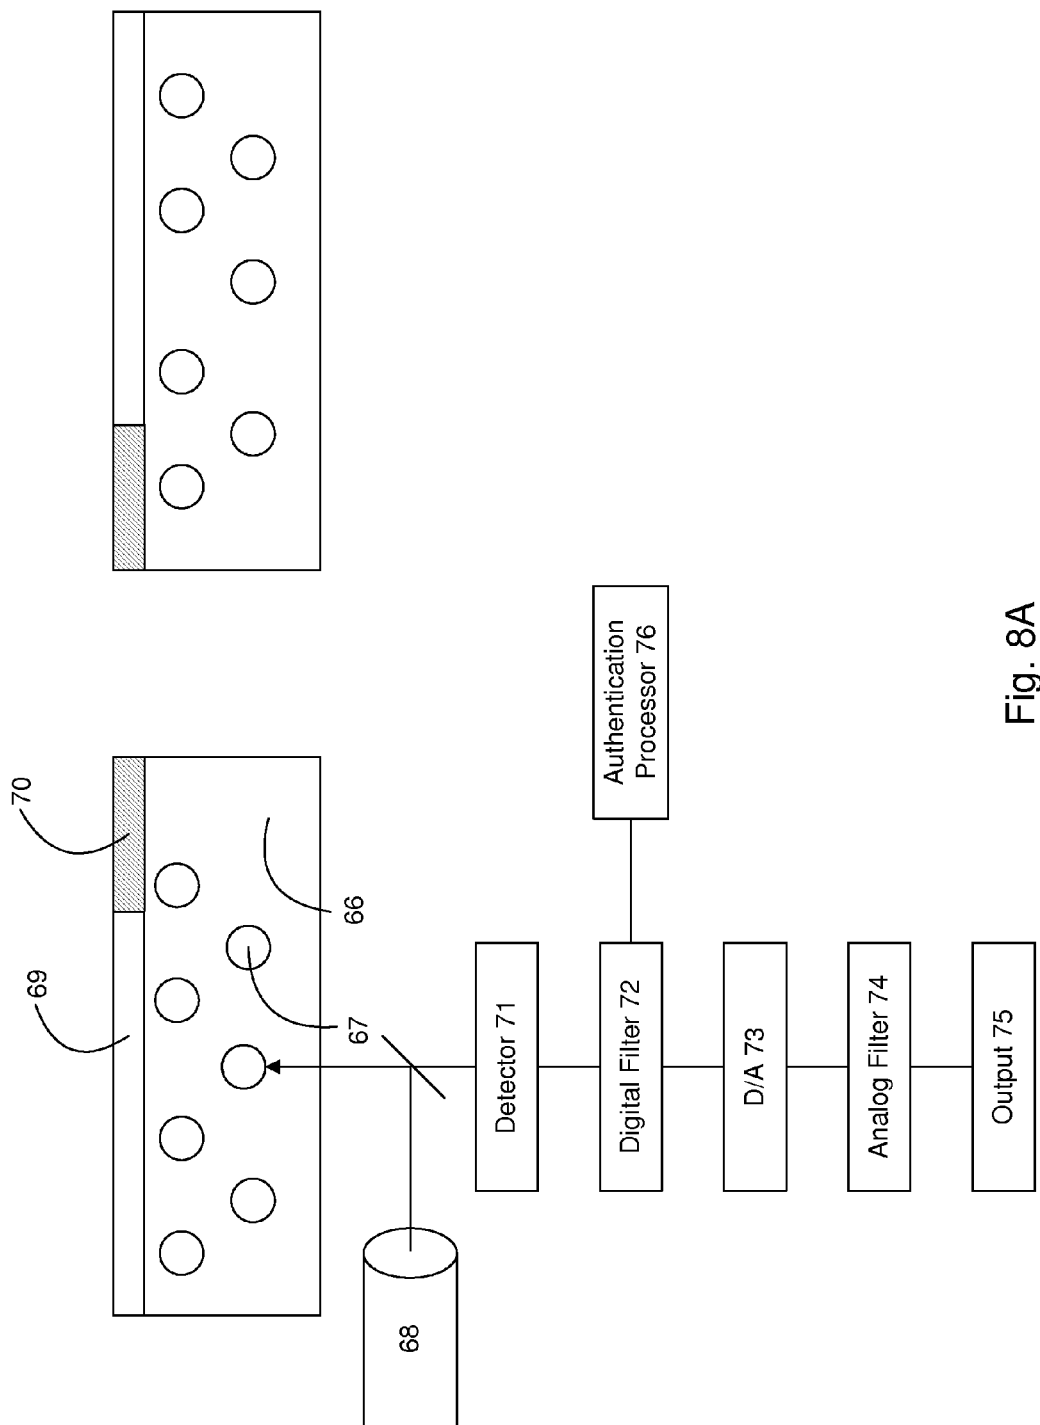 70
69
66
67
68
Detector 71
Digital Filter 72
Authentication
Processor 76
D/A 73
Analog Filter 74
Output 75
Fig. 8A